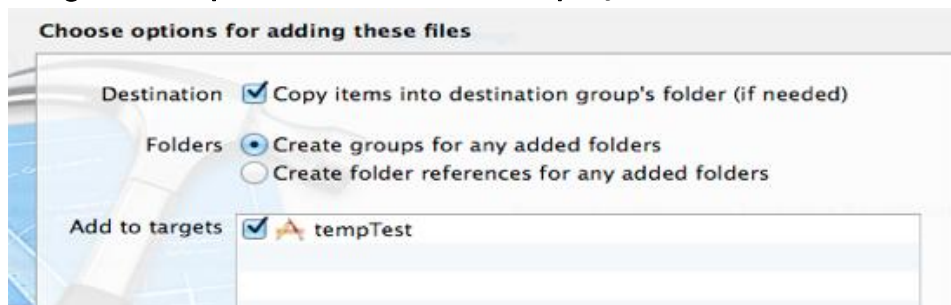 Choose options for adding these files
Destination Copy items into destination group's folder (if needed)
Folders Create groups for any added folders
Create folder references for any added folders
Add to targets tempTest